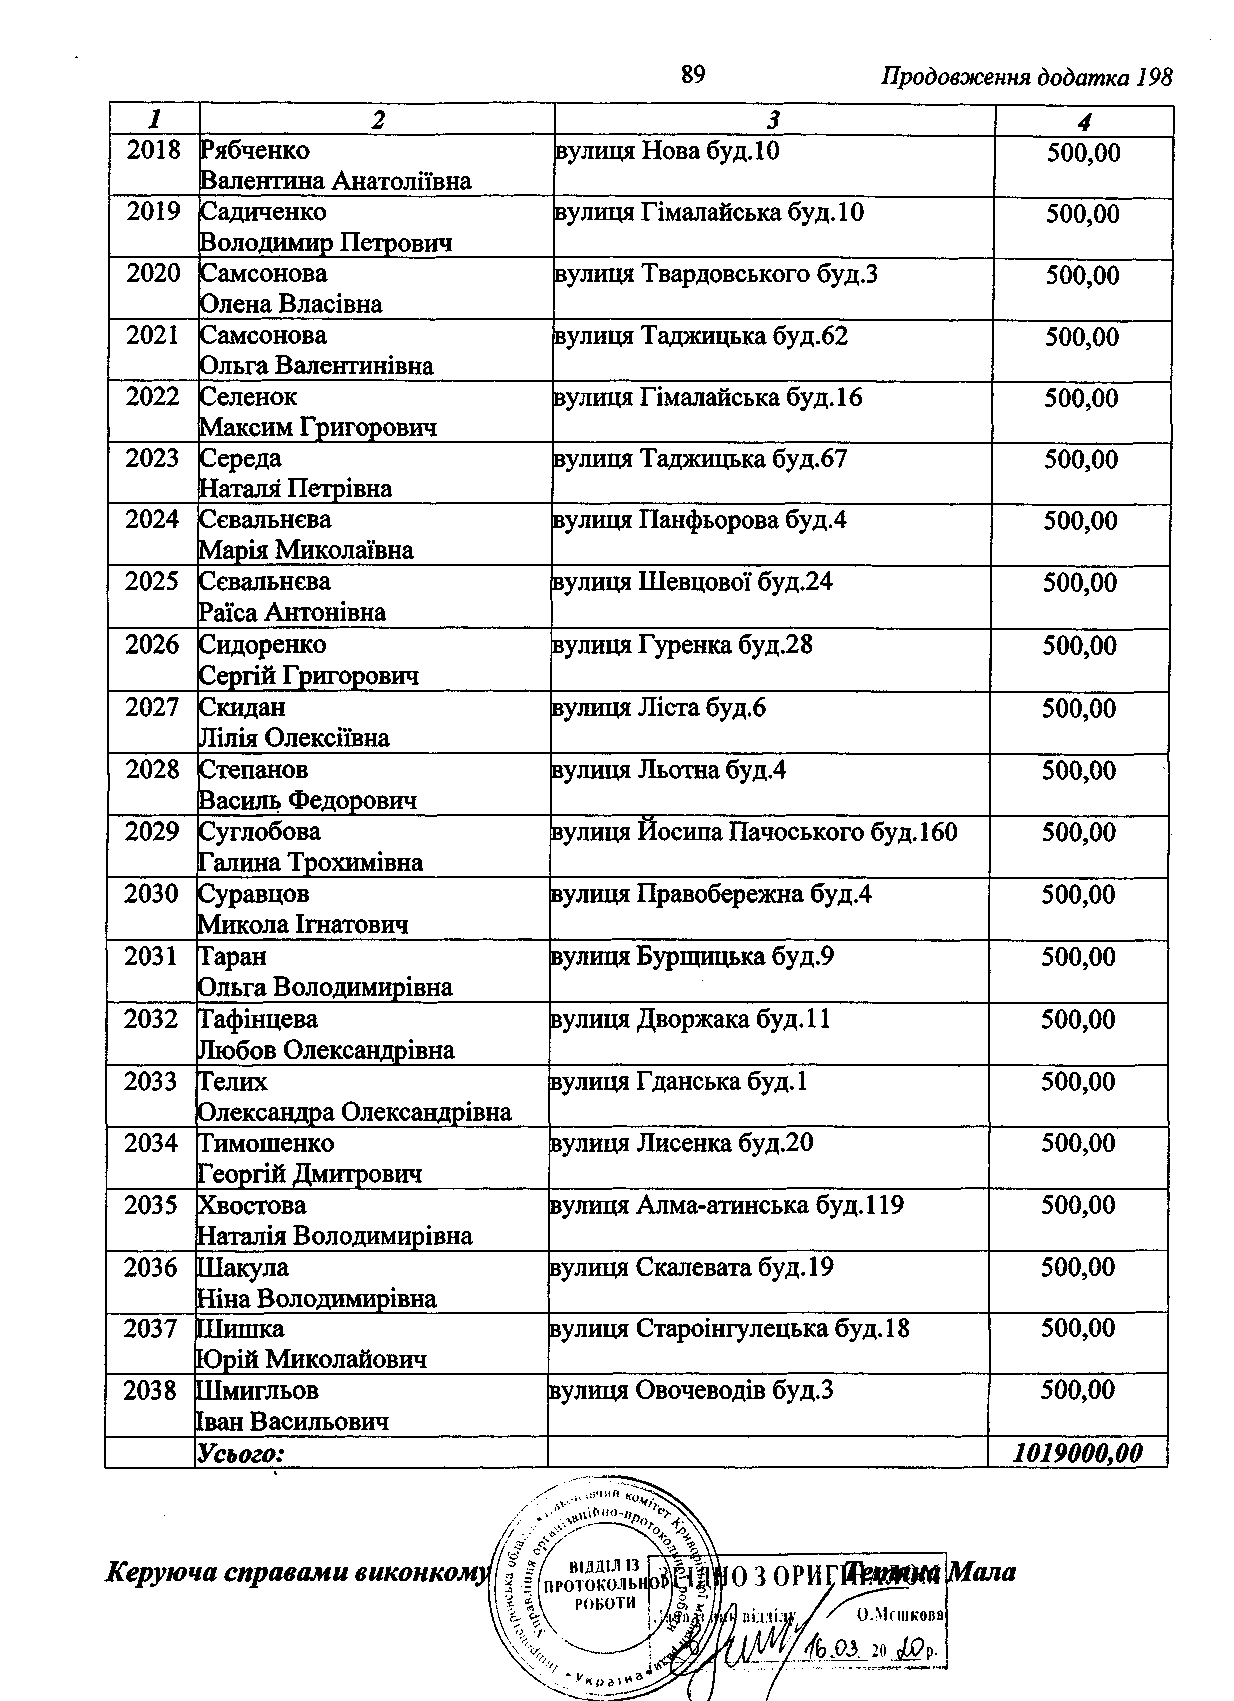 89
Продовження додатка 198
1 2 3 4
2018 Рябченко вулиця Нова буд.10 500,00
Валентина Анатоліївна
2019 Садиченко вулиця Гімалайська буд.10 500,00
Володимир Петрович
2020 Самсонова вулиця Твардовського буд.3 500,00
Олена Власівна
2021 Самсонова вулиця Таджицька буд.62 500,00
Ольга Валентинівна
2022 Селенок вулиця Гімалайська буд.16 500,00
Максим Григорович
2023 Середа вулиця Таджицька буд.67 500,00
Наталя Петрівна
2024 Сєвальнєва вулиця Панфьорова буд.4 500,00
Марія Миколаївна
2025 Сєвальнєва вулиця Шевцової буд.24 500,00
Раїса Антонівна
2026 Сидоренко вулиця Гуренка буд.28 500,00
Сергій Григорович
2027 Скидан вулиця Ліста буд.6 500,00
Лілія Олексіївна
2028 Степанов вулиця Льотна буд.4 500,00
Василь Федорович
2029 Суглобова вулиця Йосипа Пачоського буд.160 500,00
Галина Трохимівна
2030 Суравцов вулиця Правобережна буд.4 500,00
Микола Ігнатович
2031 Таран вулиця Бурщицька буд.9 500,00
Ольга Володимирівна
2032 Тафінцева вулиця Дворжака буд.11 500,00
Любов Олександрівна
2033 Телих вулиця Гданська буд.1 500,00
Олександра Олександрівна
2034 Тимошенко вулиця Лисенка буд.20 500,00
Георгій Дмитрович
2035 Хвостова вулиця Алма-атинська буд.119 500,00
Наталія Володимирівна
2036 Шакула вулиця Скалевата буд.19 500,00
Ніна Володимирівна
2037 Шишка вулиця Староінгулецька буд.18 500,00
Юрій Миколайович
2038 Шмигльов вулиця Овочеводів буд.3 500,00
Іван Васильович
Усього: 1019000,00
Керуюча справами виконкому Тетяна Мала
ВІДДІЛ ІЗ
ПРОТОКОЛЬНОЇ
РОБОТИ
Україна
З ОРИГІНАЛОМ
відділу О.Мєшкова
16.03. 2020р.